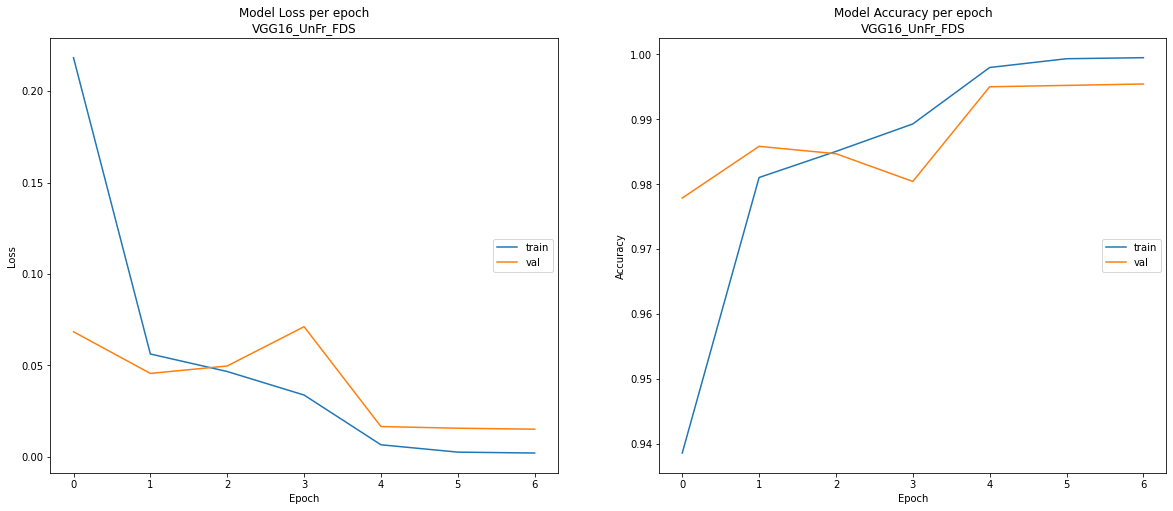 Model Loss per epoch
VGG16_UnFr_FDS
0.20
0.15
0.10
0.05
0.00
Loss
train
val
0 1 2 3 4 5 6
Epoch
Model Accuracy per epoch
VGG16_UnFr_FDS
1.00
0.99
0.98
0.97
0.96
0.95
0.94
Accuracy
train
val
0 1 2 3 4 5 6
Epoch